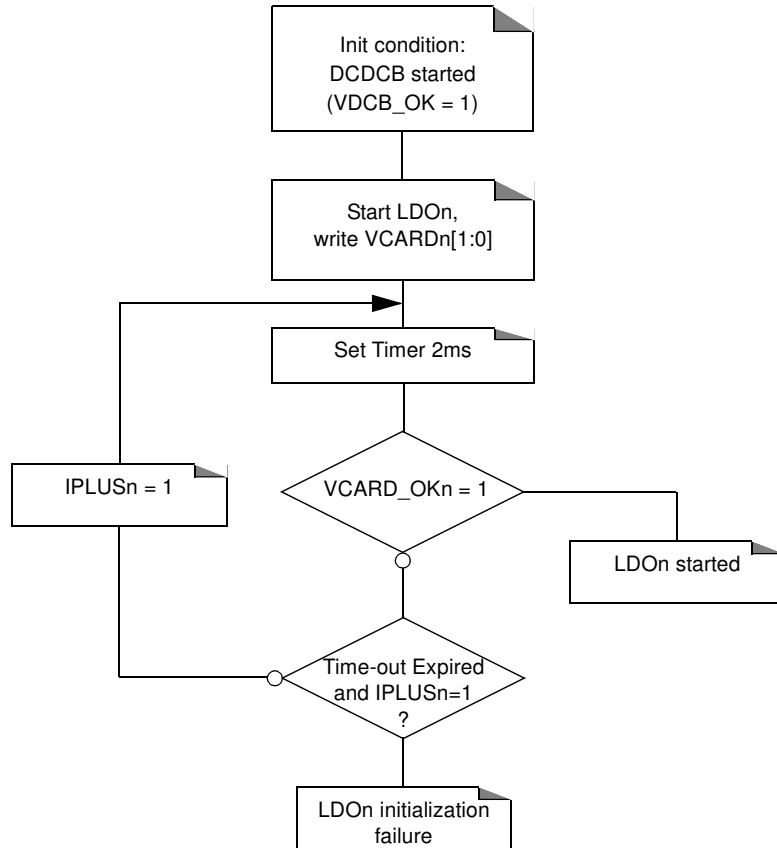 Init condition:
DCDCB started
(VDCB_OK = 1)
Start LDOn,
write VCARDn[1:0]
Set Timer 2ms
IPLUSn = 1
VCARD_OKn = 1
LDOn started
Time-out Expired
and IPLUSn=1
?
LDOn initialization
failure